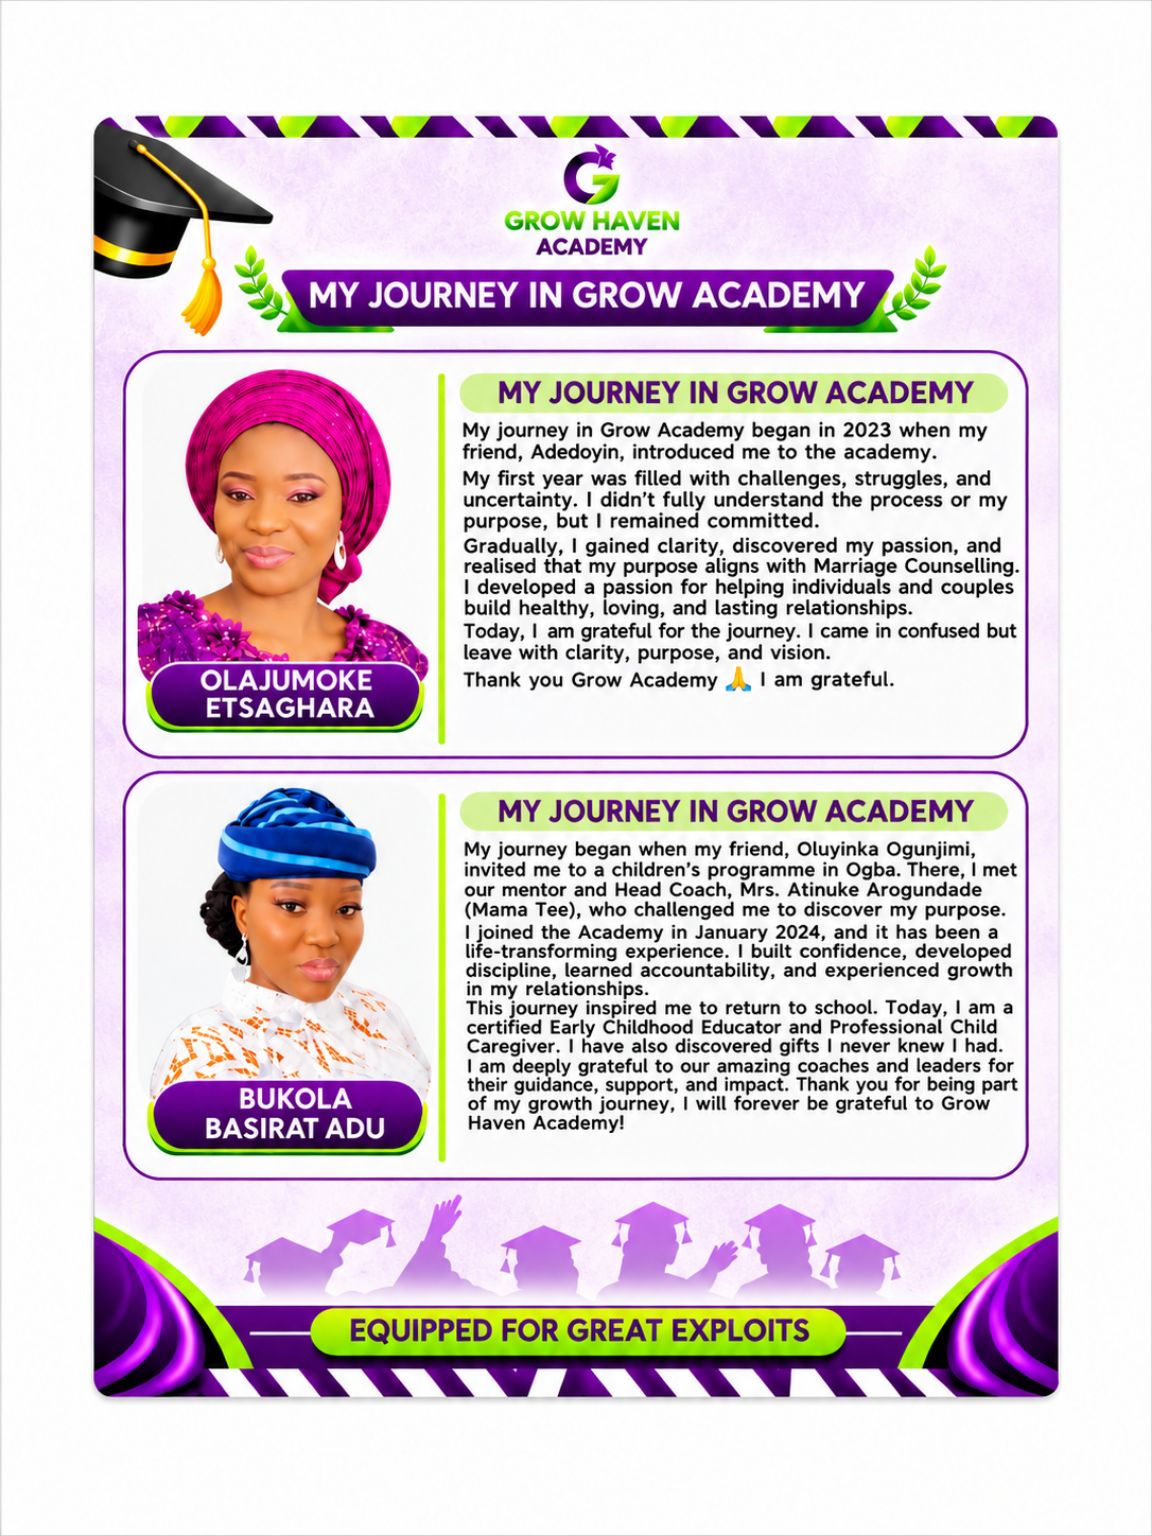 GROW HAVEN
ACADEMY
MY JOURNEY IN GROW ACADEMY
MY JOURNEY IN GROW ACADEMY
My journey in Grow Academy began in 2023 when my
friend, Adedoyin, introduced me to the academy.
My first year was filled with challenges, struggles, and
uncertainty. I didn't fully understand the process or my
purpose, but I remained committed.
Gradually, I gained clarity, discovered my passion, and
realised that my purpose aligns with Marriage Counselling.
I developed a passion for helping individuals and couples
build healthy, loving, and lasting relationships.
Today, I am grateful for the journey. I came in confused but
leave with clarity, purpose, and vision.
Thank you Grow Academy 🙏 I am grateful.
OLAJUMOKE
ETSAGHARA
MY JOURNEY IN GROW ACADEMY
My journey began when my friend, Oluyinka Ogunjimi,
invited me to a children's programme in Ogba. There, I met
our mentor and Head Coach, Mrs. Atinuke Arogundade
(Mama Tee), who challenged me to discover my purpose.
I joined the Academy in January 2024, and it has been a
life-transforming experience. I built confidence, developed
discipline, learned accountability, and experienced growth
in my relationships.
This journey inspired me to return to school. Today, I am a
certified Early Childhood Educator and Professional Child
Caregiver. I have also discovered gifts I never knew I had.
I am deeply grateful to our amazing coaches and leaders for
their guidance, support, and impact. Thank you for being part
of my growth journey, I will forever be grateful to Grow
Haven Academy!
BUKOLA
BASIRAT ADU
EQUIPPED FOR GREAT EXPLOITS